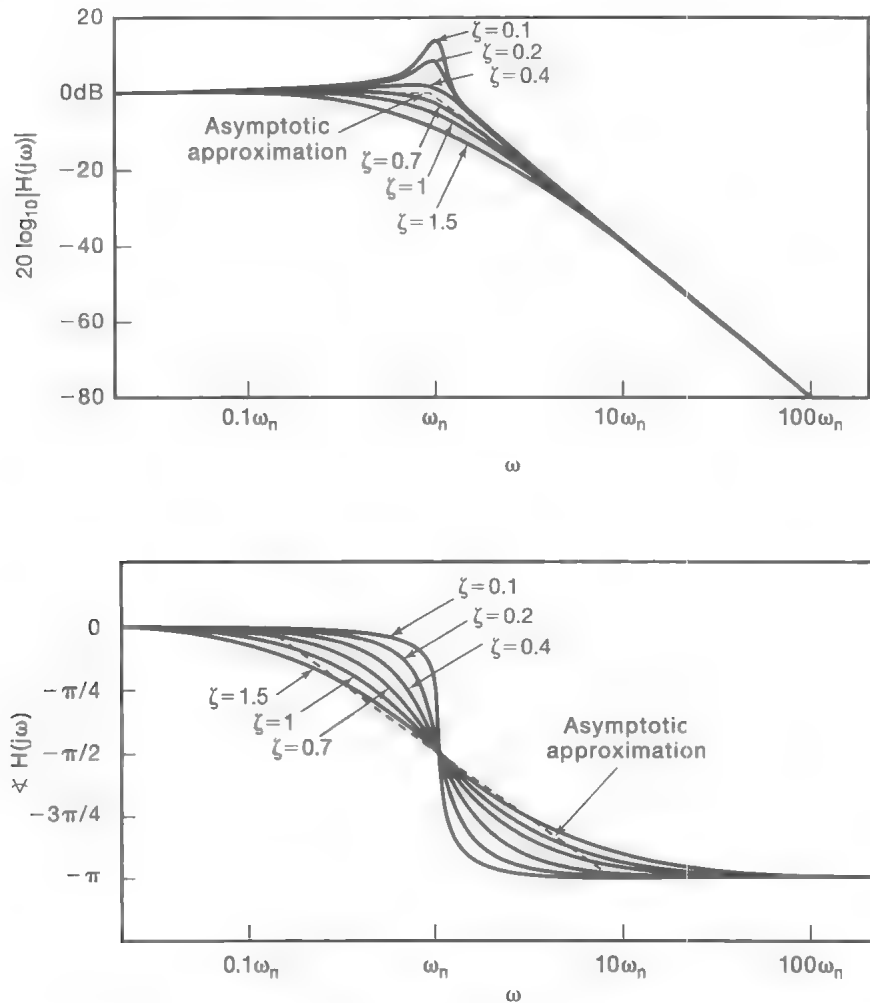 20
0dB
−20
−40
−60
−80
20 log₁₀|H(jω)|
ζ=0.1
ζ=0.2
ζ=0.4
Asymptotic
approximation
ζ=0.7
ζ=1
ζ=1.5
0.1ωₙ
ωₙ
10ωₙ
100ωₙ
ω
0
−π/4
−π/2
−3π/4
−π
∢ H(jω)
ζ=0.1
ζ=0.2
ζ=0.4
ζ=1.5
ζ=1
ζ=0.7
Asymptotic
approximation
0.1ωₙ
ωₙ
10ωₙ
100ωₙ
ω